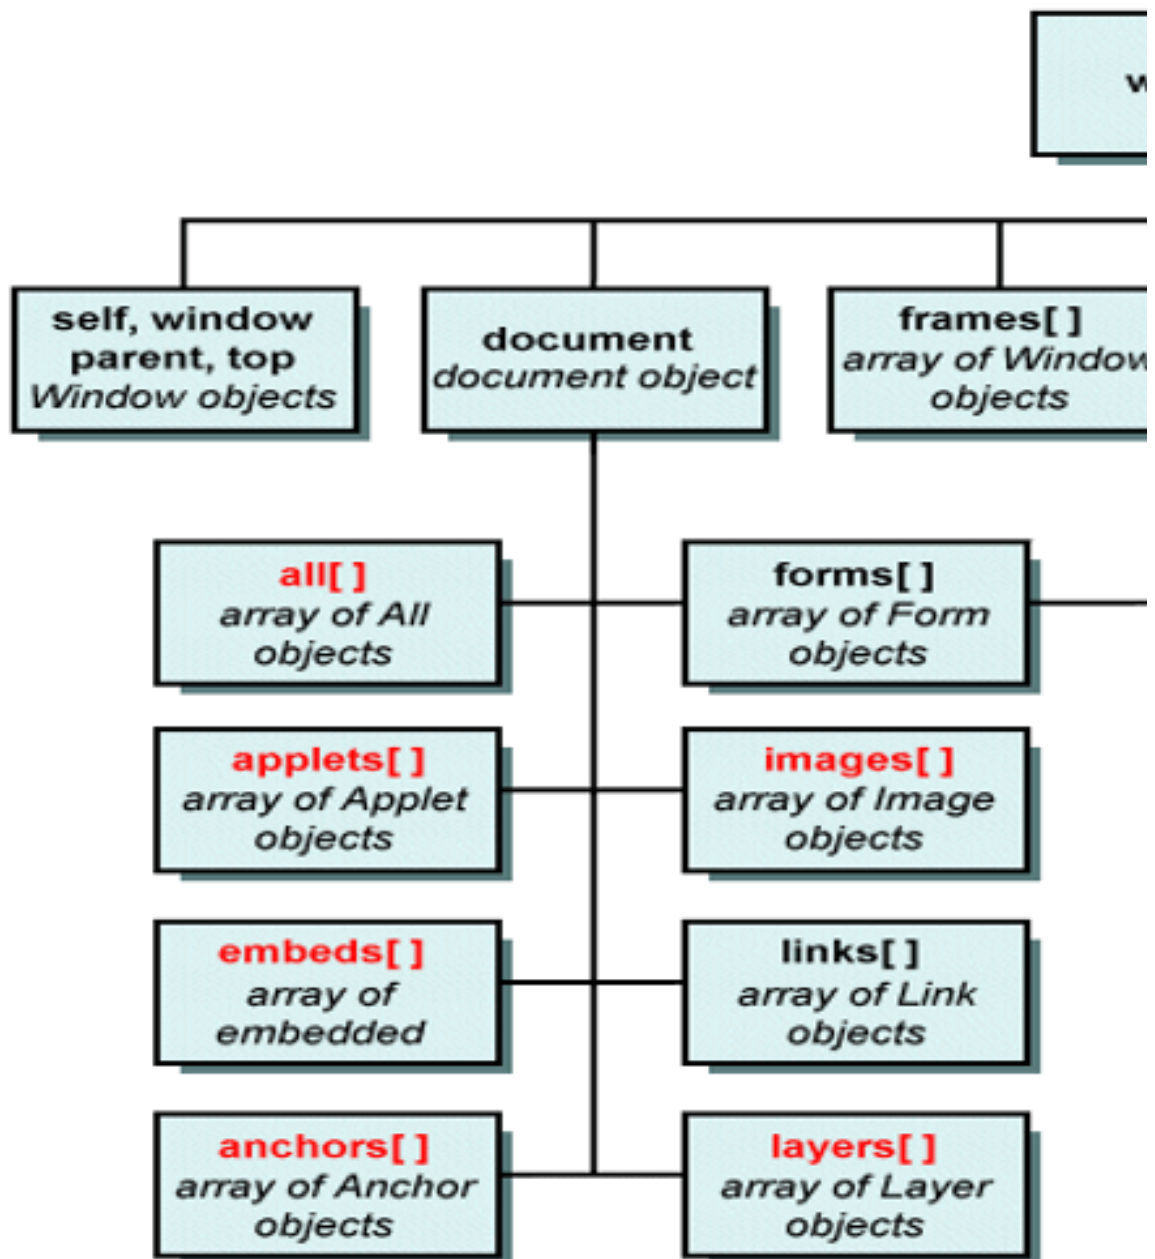 w
self, window
parent, top
Window objects
document
document object
frames[ ]
array of Window
objects
all[ ]
array of All
objects
forms[ ]
array of Form
objects
applets[ ]
array of Applet
objects
images[ ]
array of Image
objects
embeds[ ]
array of
embedded
links[ ]
array of Link
objects
anchors[ ]
array of Anchor
objects
layers[ ]
array of Layer
objects